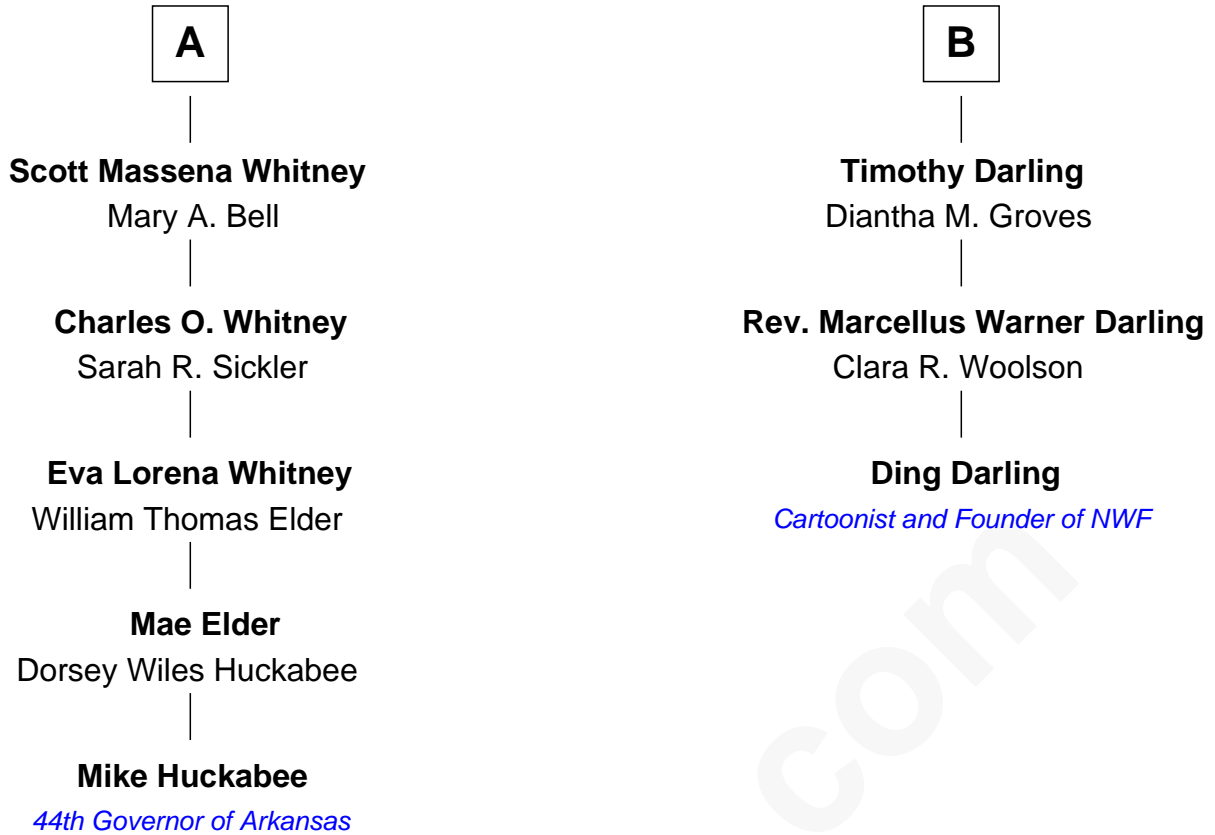 A
Scott Massena Whitney
Mary A. Bell
Charles O. Whitney
Sarah R. Sickler
Eva Lorena Whitney
William Thomas Elder
Mae Elder
Dorsey Wiles Huckabee
Mike Huckabee
44th Governor of Arkansas
B
Timothy Darling
Diantha M. Groves
Rev. Marcellus Warner Darling
Clara R. Woolson
Ding Darling
Cartoonist and Founder of NWF
com